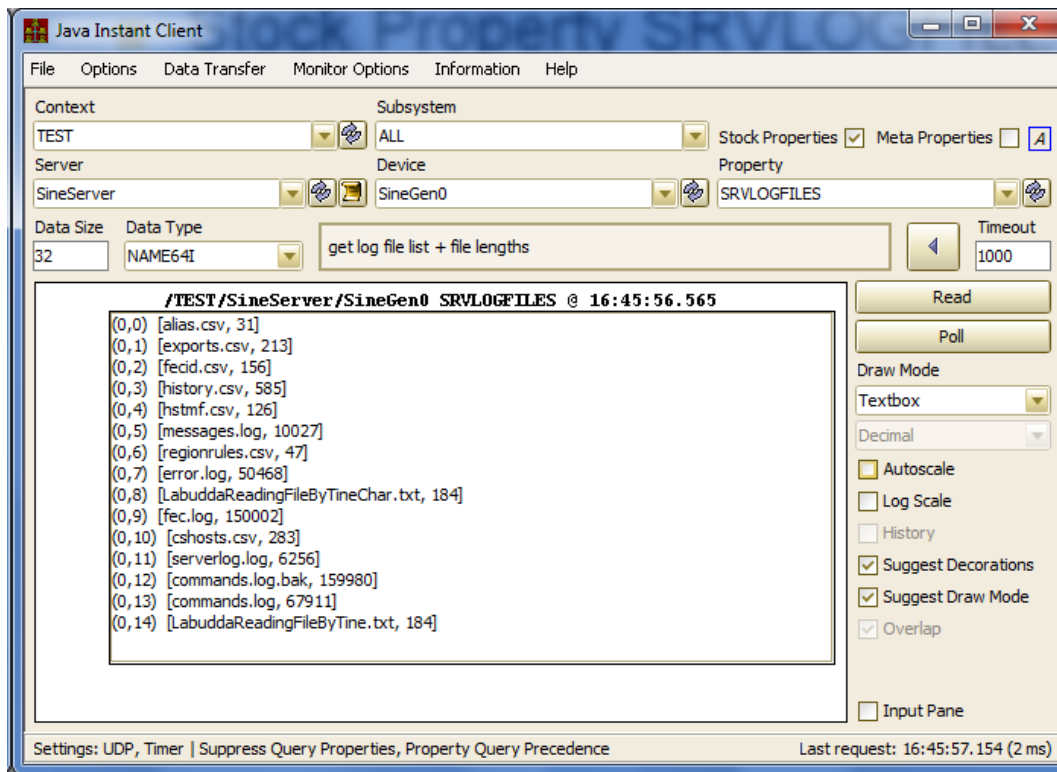 Stock Property SRVLOGFILE
Java Instant Client
File Options Data Transfer Monitor Options Information Help
Context Subsystem
TEST ALL Stock Properties Meta Properties A
Server Device Property
SineServer SineGen0 SRVLOGFILES
Data Size Data Type Timeout
32 NAME64I get log file list + file lengths 1000
/TEST/SineServer/SineGen0 SRVLOGFILES @ 16:45:56.565
(0,0) [alias.csv, 31]
(0,1) [exports.csv, 213]
(0,2) [fecid.csv, 156]
(0,3) [history.csv, 585]
(0,4) [hstmf.csv, 126]
(0,5) [messages.log, 10027]
(0,6) [regionrules.csv, 47]
(0,7) [error.log, 50468]
(0,8) [LabuddaReadingFileByTineChar.txt, 184]
(0,9) [fec.log, 150002]
(0,10) [cshosts.csv, 283]
(0,11) [serverlog.log, 6256]
(0,12) [commands.log.bak, 159980]
(0,13) [commands.log, 67911]
(0,14) [LabuddaReadingFileByTine.txt, 184]
Read
Poll
Draw Mode
Textbox
Decimal
Autoscale
Log Scale
History
Suggest Decorations
Suggest Draw Mode
Overlap
Input Pane
Settings: UDP, Timer | Suppress Query Properties, Property Query Precedence Last request: 16:45:57.154 (2 ms)